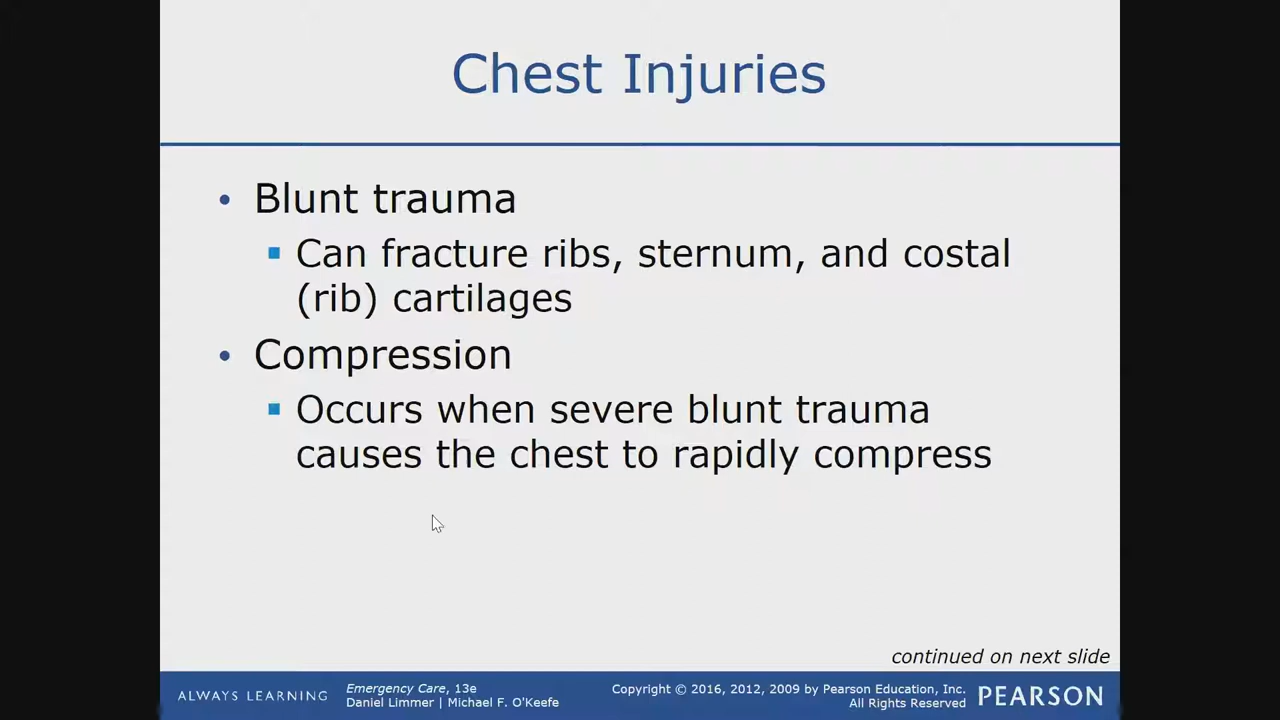 Chest Injuries
• Blunt trauma
▪ Can fracture ribs, sternum, and costal
(rib) cartilages
• Compression
▪ Occurs when severe blunt trauma
causes the chest to rapidly compress
continued on next slide
ALWAYS LEARNING
Emergency Care, 13e
Daniel Limmer | Michael F. O'Keefe
Copyright © 2016, 2012, 2009 by Pearson Education, Inc.
All Rights Reserved
PEARSON